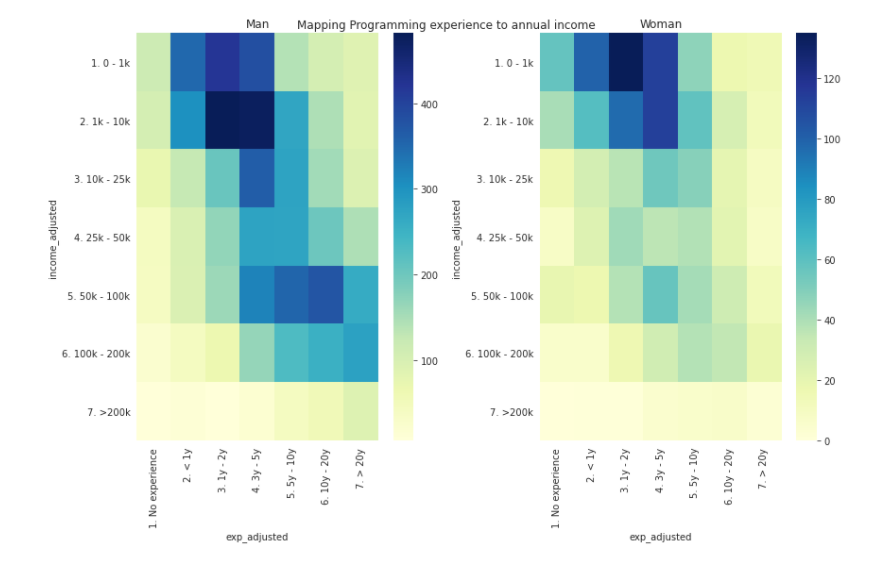 Mapping Programming experience to annual income
Man
income_adjusted
1. 0 - 1k
2. 1k - 10k
3. 10k - 25k
4. 25k - 50k
5. 50k - 100k
6. 100k - 200k
7. >200k
1. No experience
2. < 1y
3. 1y - 2y
4. 3y - 5y
5. 5y - 10y
6. 10y - 20y
7. > 20y
exp_adjusted
400
300
200
100
Woman
income_adjusted
1. 0 - 1k
2. 1k - 10k
3. 10k - 25k
4. 25k - 50k
5. 50k - 100k
6. 100k - 200k
7. >200k
1. No experience
2. < 1y
3. 1y - 2y
4. 3y - 5y
5. 5y - 10y
6. 10y - 20y
7. > 20y
exp_adjusted
120
100
80
60
40
20
0